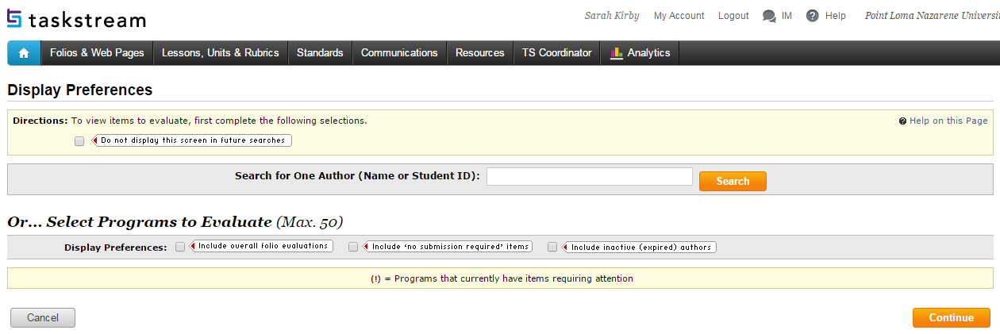 taskstream
Sarah Kirby My Account Logout IM Help Point Loma Nazarene Universi
Folios & Web Pages Lessons, Units & Rubrics Standards Communications Resources TS Coordinator Analytics
Display Preferences
Directions: To view items to evaluate, first complete the following selections. Help on this Page
Do not display this screen in future searches
Search for One Author (Name or Student ID): Search
Or... Select Programs to Evaluate (Max. 50)
Display Preferences: Include overall folio evaluations Include 'no submission required' items Include inactive (expired) authors
(!) = Programs that currently have items requiring attention
Cancel Continue